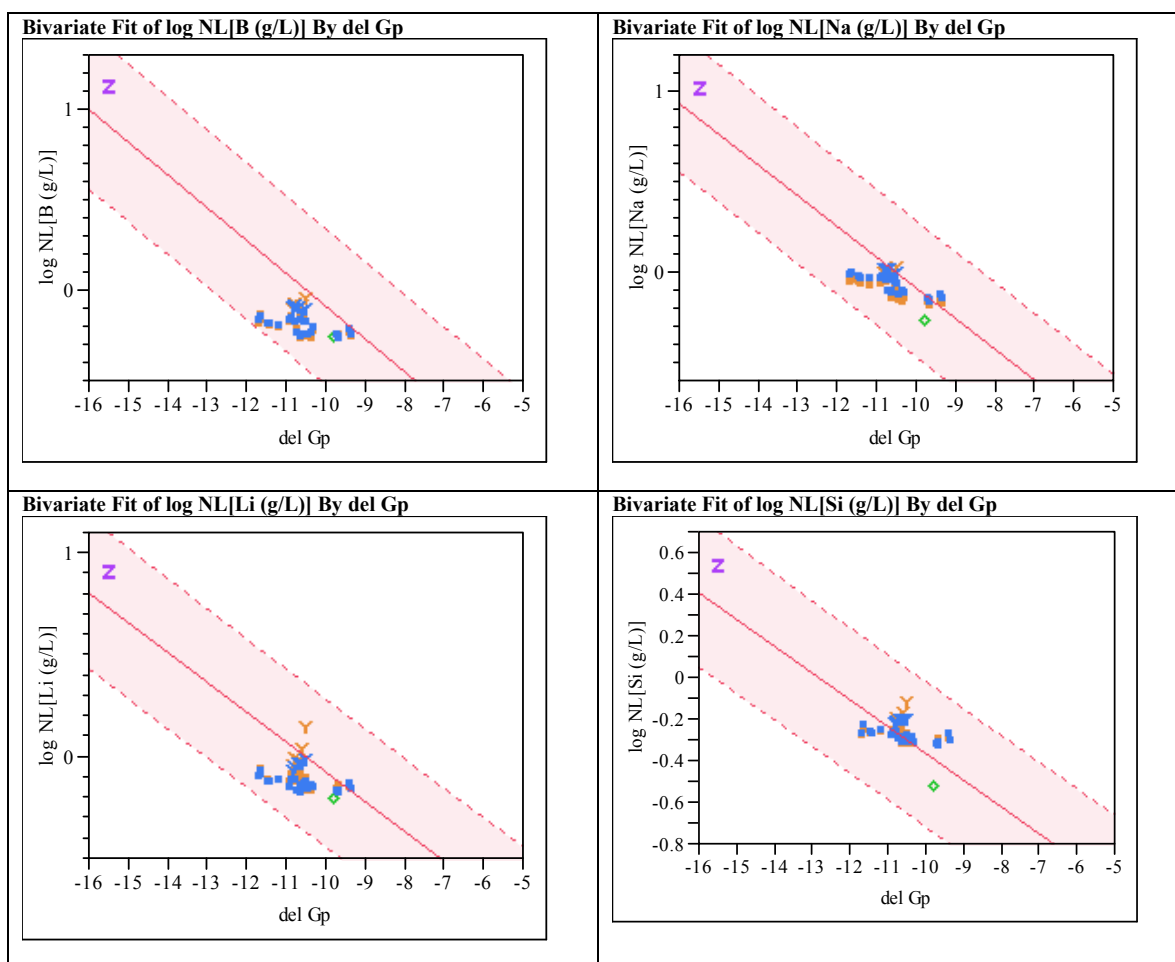 Bivariate Fit of log NL[B (g/L)] By del Gp
log NL[B (g/L)]
1
0
-16 -15 -14 -13 -12 -11 -10 -9 -8 -7 -6 -5
del Gp
Z
Y
Bivariate Fit of log NL[Na (g/L)] By del Gp
log NL[Na (g/L)]
1
0
-16 -15 -14 -13 -12 -11 -10 -9 -8 -7 -6 -5
del Gp
Z
Y
Bivariate Fit of log NL[Li (g/L)] By del Gp
log NL[Li (g/L)]
1
0
-16 -15 -14 -13 -12 -11 -10 -9 -8 -7 -6 -5
del Gp
Z
Y
Bivariate Fit of log NL[Si (g/L)] By del Gp
log NL[Si (g/L)]
0.6
0.4
0.2
0
-0.2
-0.4
-0.6
-0.8
-16 -15 -14 -13 -12 -11 -10 -9 -8 -7 -6 -5
del Gp
Z
Y